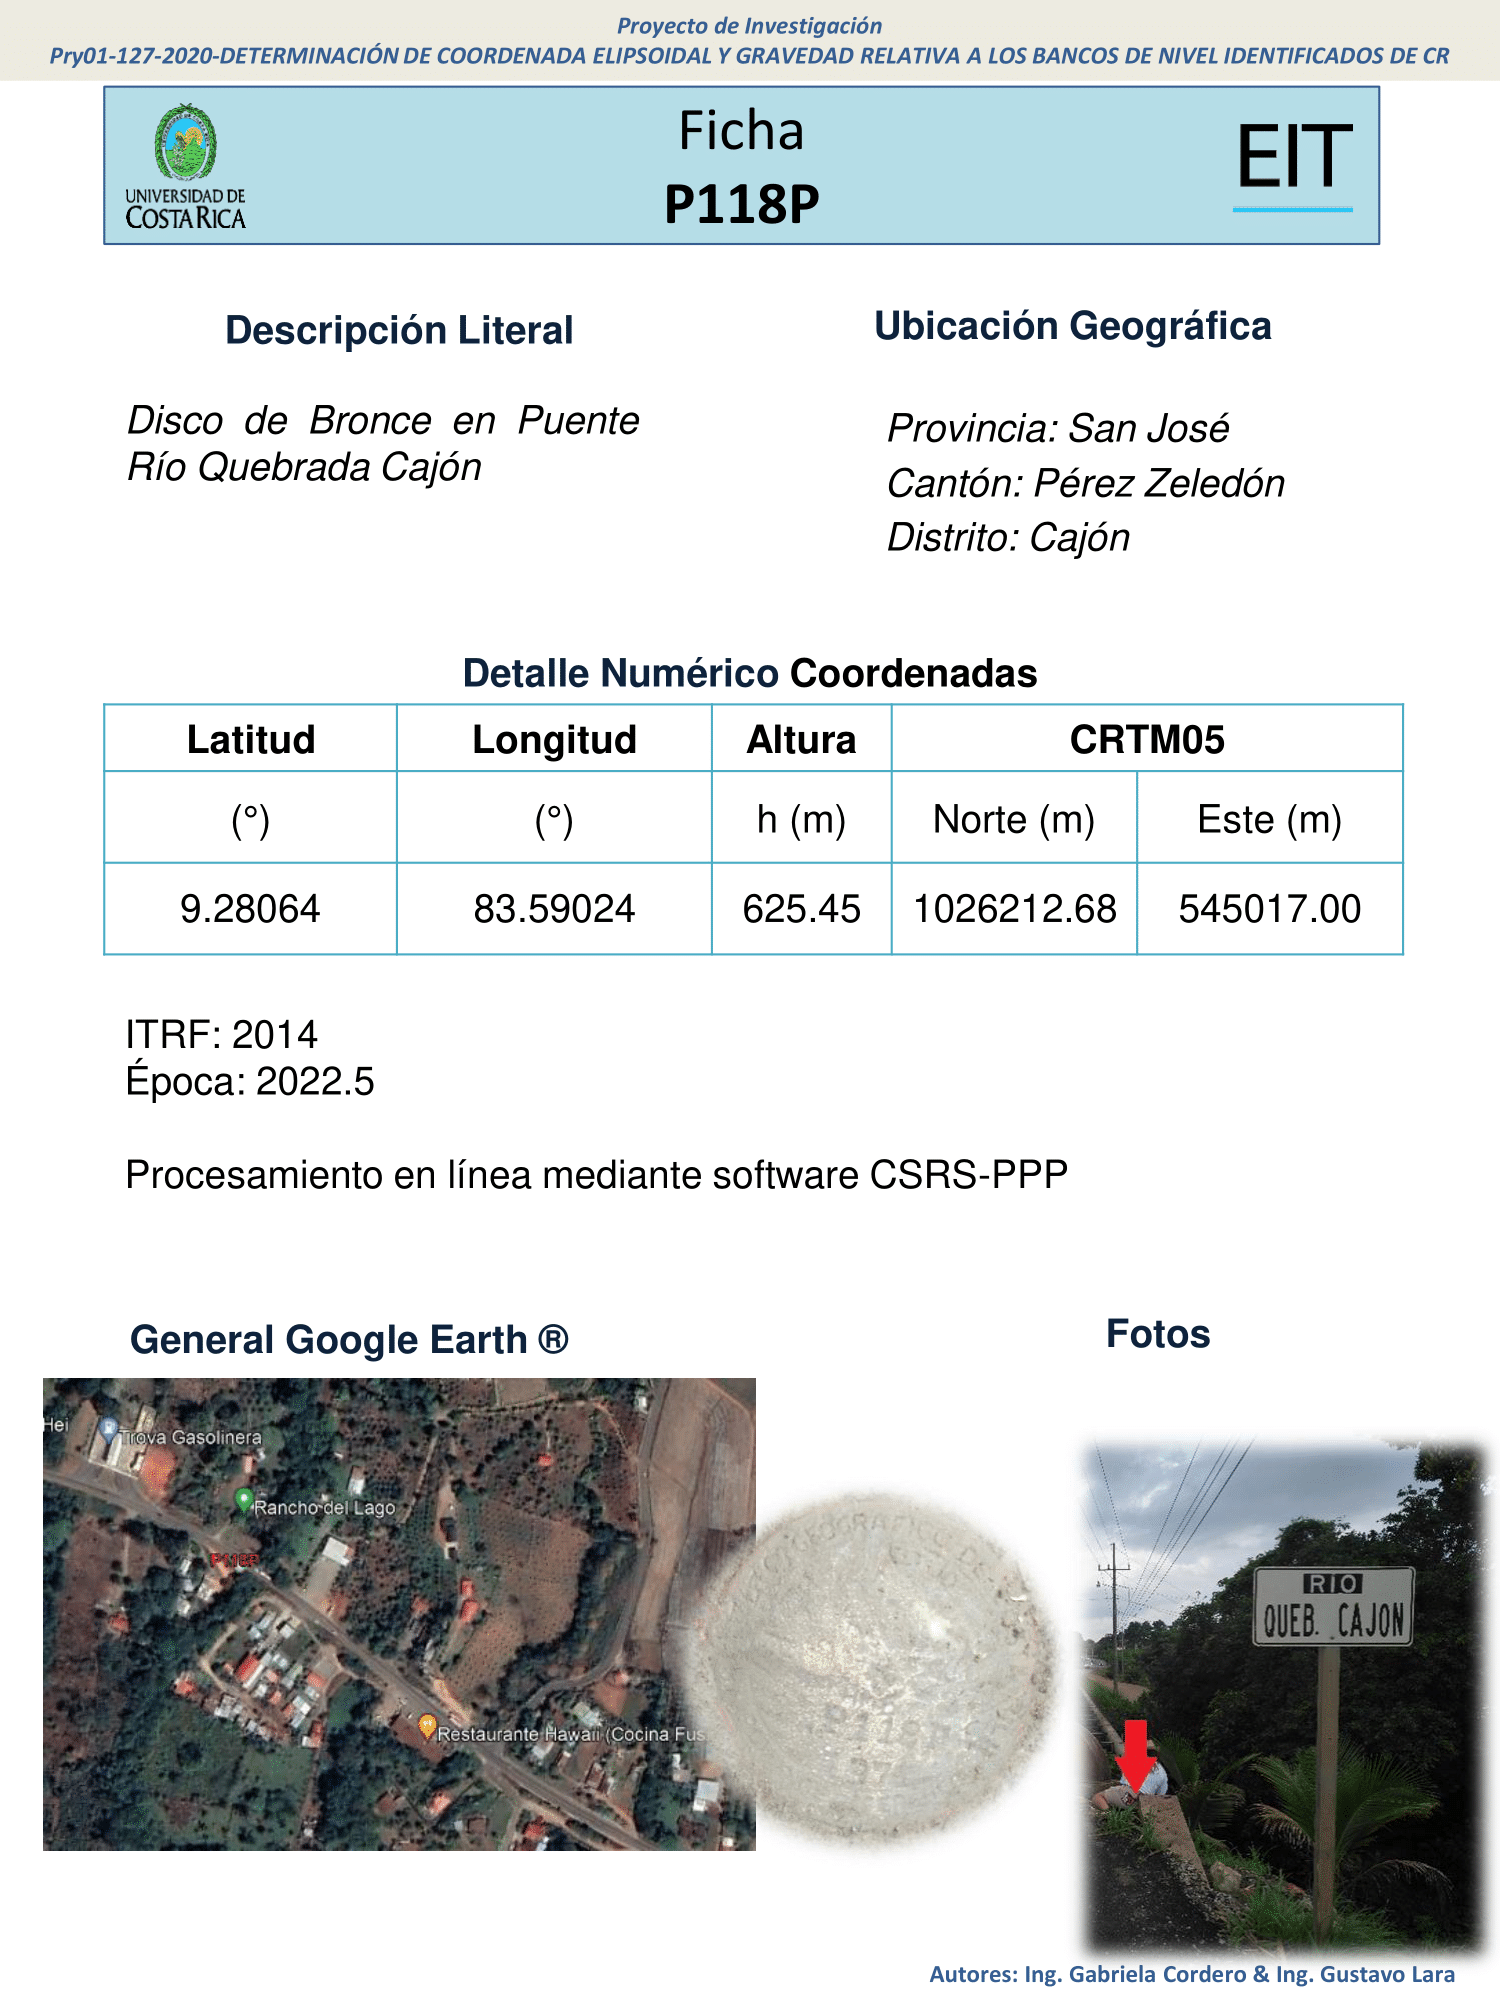 Proyecto de Investigación
Pry01-127-2020-DETERMINACIÓN DE COORDENADA ELIPSOIDAL Y GRAVEDAD RELATIVA A LOS BANCOS DE NIVEL IDENTIFICADOS DE CR
UNIVERSIDAD DE
COSTA RICA
Ficha
P118P
EIT
Descripción Literal
Disco de Bronce en Puente
Río Quebrada Cajón
Ubicación Geográfica
Provincia: San José
Cantón: Pérez Zeledón
Distrito: Cajón
Detalle Numérico Coordenadas
Latitud Longitud Altura CRTM05
(°) (°) h (m) Norte (m) Este (m)
9.28064 83.59024 625.45 1026212.68 545017.00
ITRF: 2014
Época: 2022.5
Procesamiento en línea mediante software CSRS-PPP
General Google Earth ®
Hei
Trova Gasolinera
Rancho del Lago
P118P
Restaurante Hawaii (Cocina Fus
Fotos
RIO
QUEB. CAJON
Autores: Ing. Gabriela Cordero & Ing. Gustavo Lara